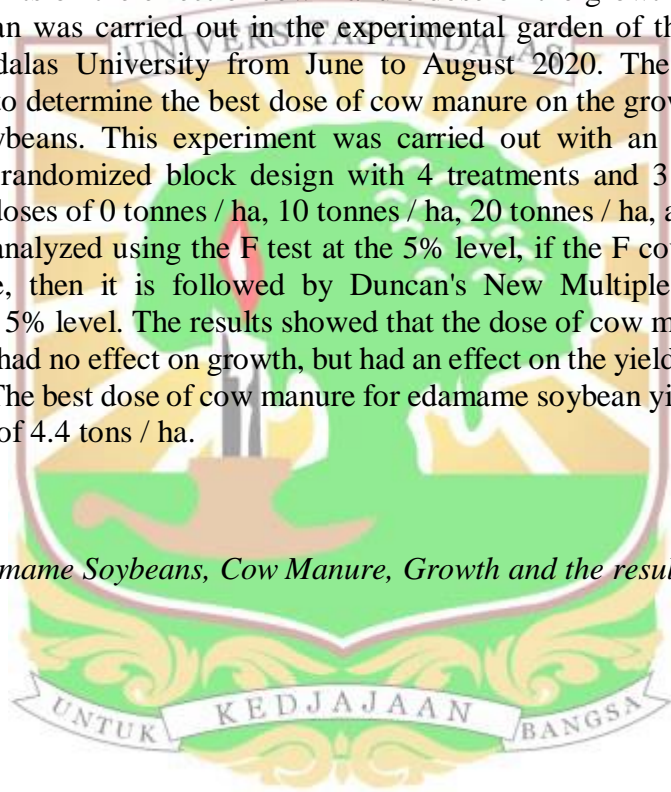 an was carried out in the experimental garden of th
UNIVERSITAS ANDALAS
dalas University from June to August 2020. The
to determine the best dose of cow manure on the grow
ybeans. This experiment was carried out with an
randomized block design with 4 treatments and 3
doses of 0 tonnes / ha, 10 tonnes / ha, 20 tonnes / ha, a
analyzed using the F test at the 5% level, if the F co
e, then it is followed by Duncan's New Multiple
5% level. The results showed that the dose of cow m
had no effect on growth, but had an effect on the yield
The best dose of cow manure for edamame soybean yi
of 4.4 tons / ha.
mame Soybeans, Cow Manure, Growth and the resul
UNTUK KEDJAJAAN BANGSA